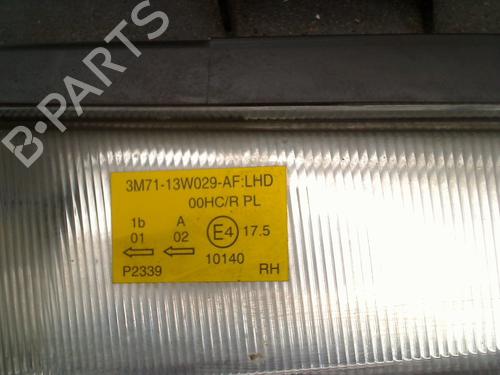 B-PARTS
3M71-13W029-AF:LHD
00HC/R PL
1b A
01 02 E4 17.5
10140
P2339 RH